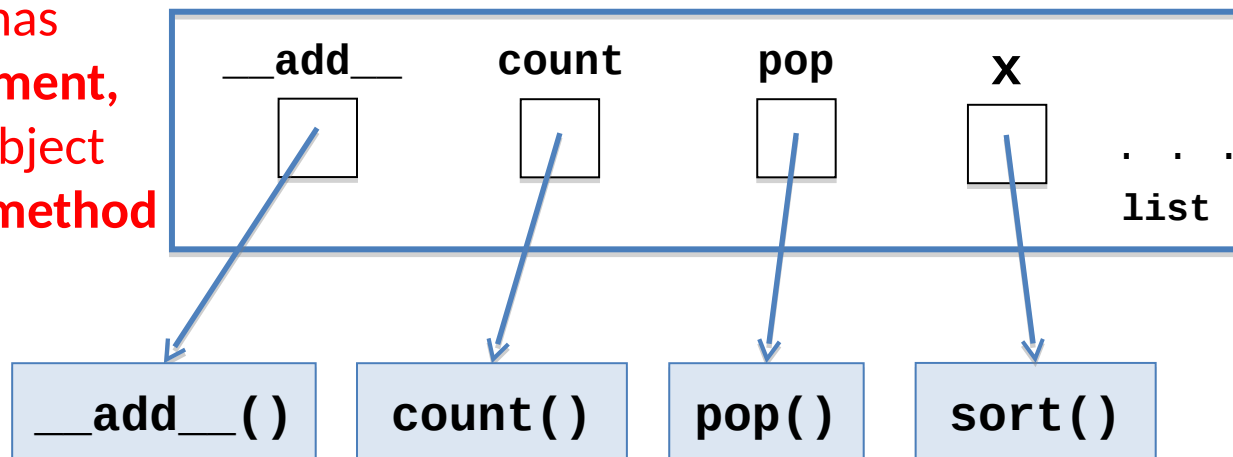 has
ment,
bject
method
__add__ count pop x
. . .
list
__add__() count() pop() sort()